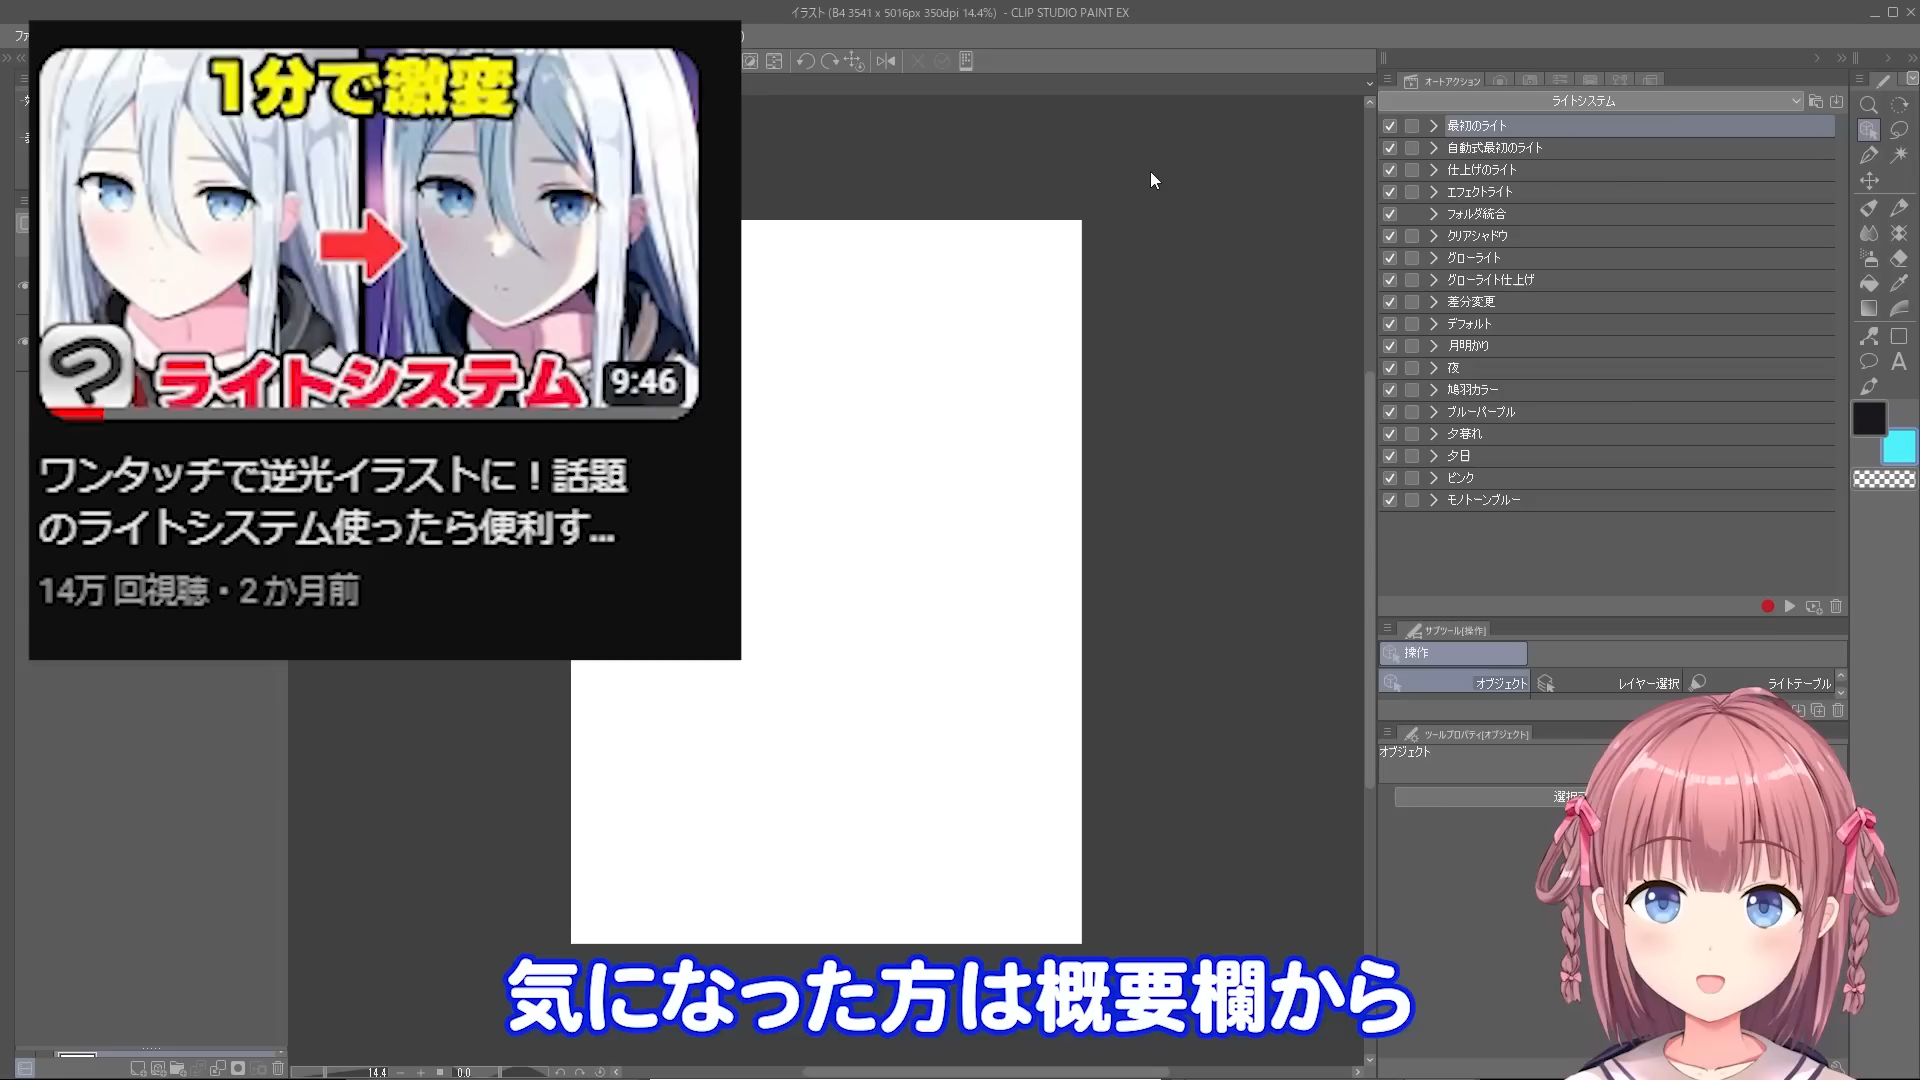 イラスト (B4 3541 x 5016px 350dpi 14.4%) - CLIP STUDIO PAINT EX
1分で激変
ライトシステム
9:46
ワンタッチで逆光イラストに！話題
のライトシステム使ったら便利す...
14万 回視聴・2 か月前
オートアクション
ライトシステム
最初のライト
自動式最初のライト
仕上げのライト
エフェクトライト
フォルダ統合
クリアシャドウ
グローライト
グローライト仕上げ
差分変更
デフォルト
月明かり
夜
鳩羽カラー
ブルーパープル
夕暮れ
夕日
ピンク
モノトーンブルー
サブツール[操作]
操作
オブジェクト
レイヤー選択
ライトテーブル
ツールプロパティ[オブジェクト]
オブジェクト
気になった方は概要欄から
14.4
0.0